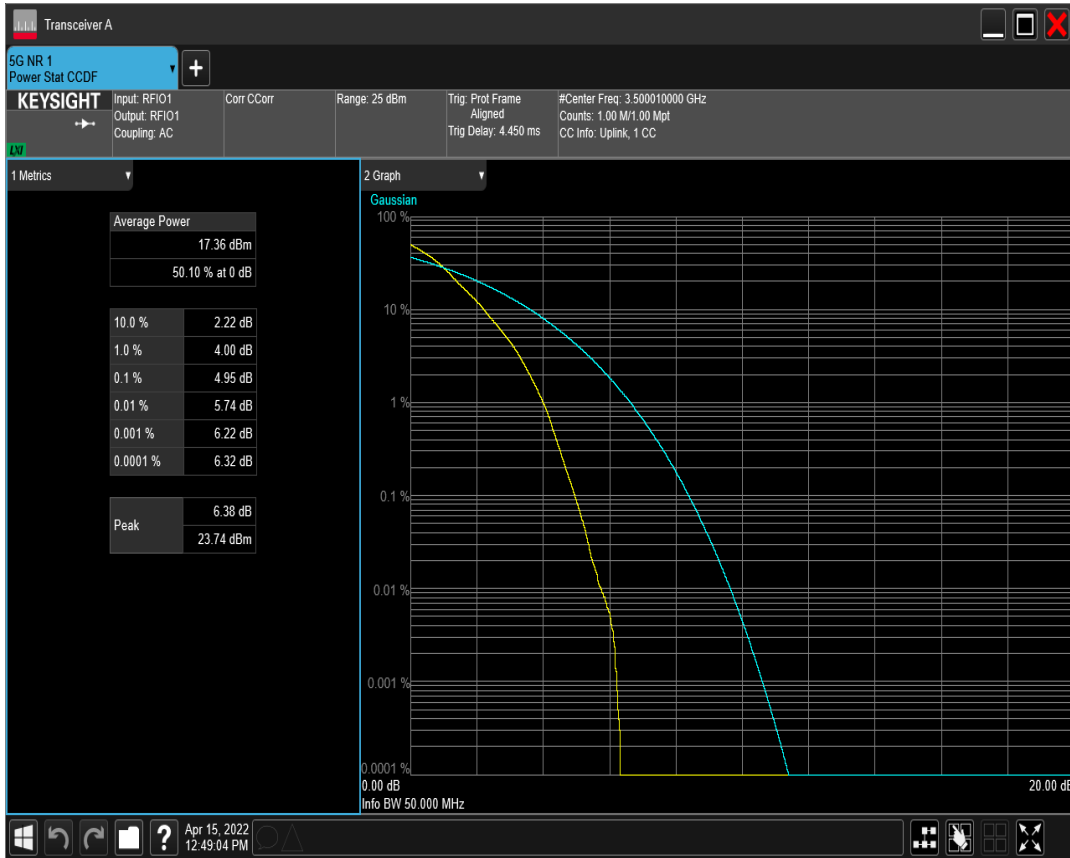 Transceiver A
5G NR 1
Power Stat CCDF
KEYSIGHT
LXI
Input: RFIO1
Output: RFIO1
Coupling: AC
Corr CCorr
Range: 25 dBm
Trig: Prot Frame
Aligned
Trig Delay: 4.450 ms
#Center Freq: 3.500010000 GHz
Counts: 1.00 M/1.00 Mpt
CC Info: Uplink, 1 CC
1 Metrics
Average Power
17.36 dBm
50.10 % at 0 dB
10.0 % 2.22 dB
1.0 % 4.00 dB
0.1 % 4.95 dB
0.01 % 5.74 dB
0.001 % 6.22 dB
0.0001 % 6.32 dB
Peak 6.38 dB
23.74 dBm
2 Graph
Gaussian
100 %
10 %
1 %
0.1 %
0.01 %
0.001 %
0.0001 %
0.00 dB 20.00 dB
Info BW 50.000 MHz
? Apr 15, 2022
12:49:04 PM